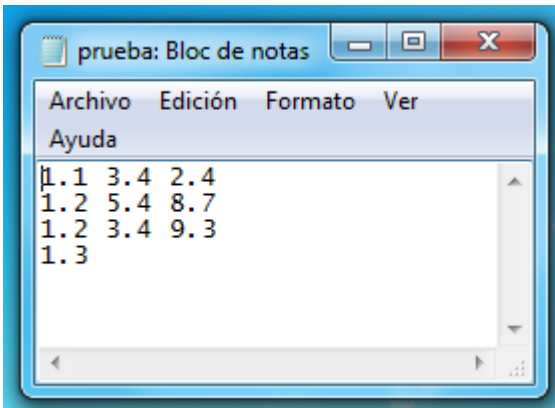 prueba: Bloc de notas
Archivo Edición Formato Ver
Ayuda
1.1 3.4 2.4
1.2 5.4 8.7
1.2 3.4 9.3
1.3